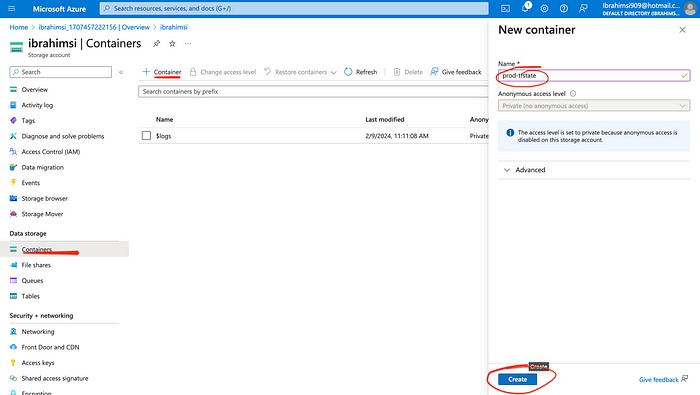 Microsoft Azure
Search resources, services, and docs (G+/)
1
Ibrahimsi909@hotmail.c...
DEFAULT DIRECTORY (IBRAHIMS...
Home > ibrahimsi_1707457222156 | Overview > ibrahimsi
ibrahimsi | Containers
Storage account
Search
Overview
Activity log
Tags
Diagnose and solve problems
Access Control (IAM)
Data migration
Events
Storage browser
Storage Mover
Data storage
Containers
File shares
Queues
Tables
Security + networking
Networking
Front Door and CDN
Access keys
Shared access signature
Encryption
Container
Change access level
Restore containers
Refresh
Delete
Give feedback
Search containers by prefix
Name Last modified Anony
$logs 2/9/2024, 11:11:08 AM Private
New container
Name *
prod-tfstate
Anonymous access level
Private (no anonymous access)
The access level is set to private because anonymous access is
disabled on this storage account.
Advanced
Create
Create
Give feedback